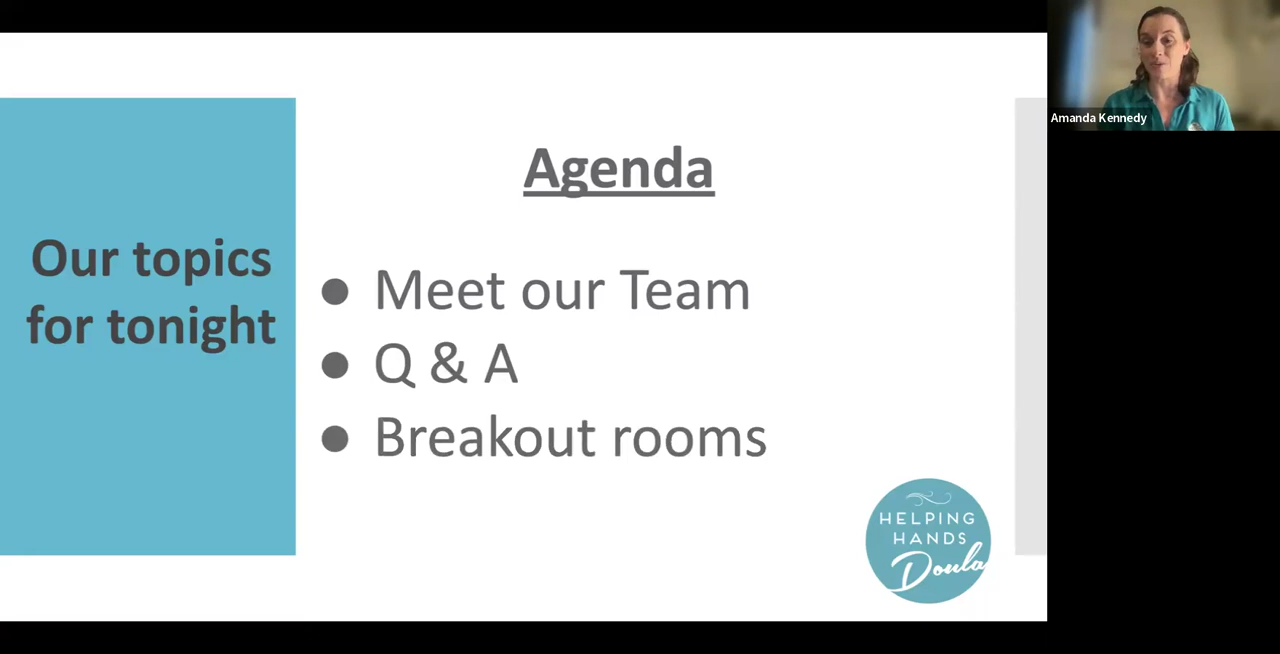 Our topics
for tonight
Agenda
● Meet our Team
● Q & A
● Breakout rooms
HELPING
HANDS
Doula
Amanda Kennedy